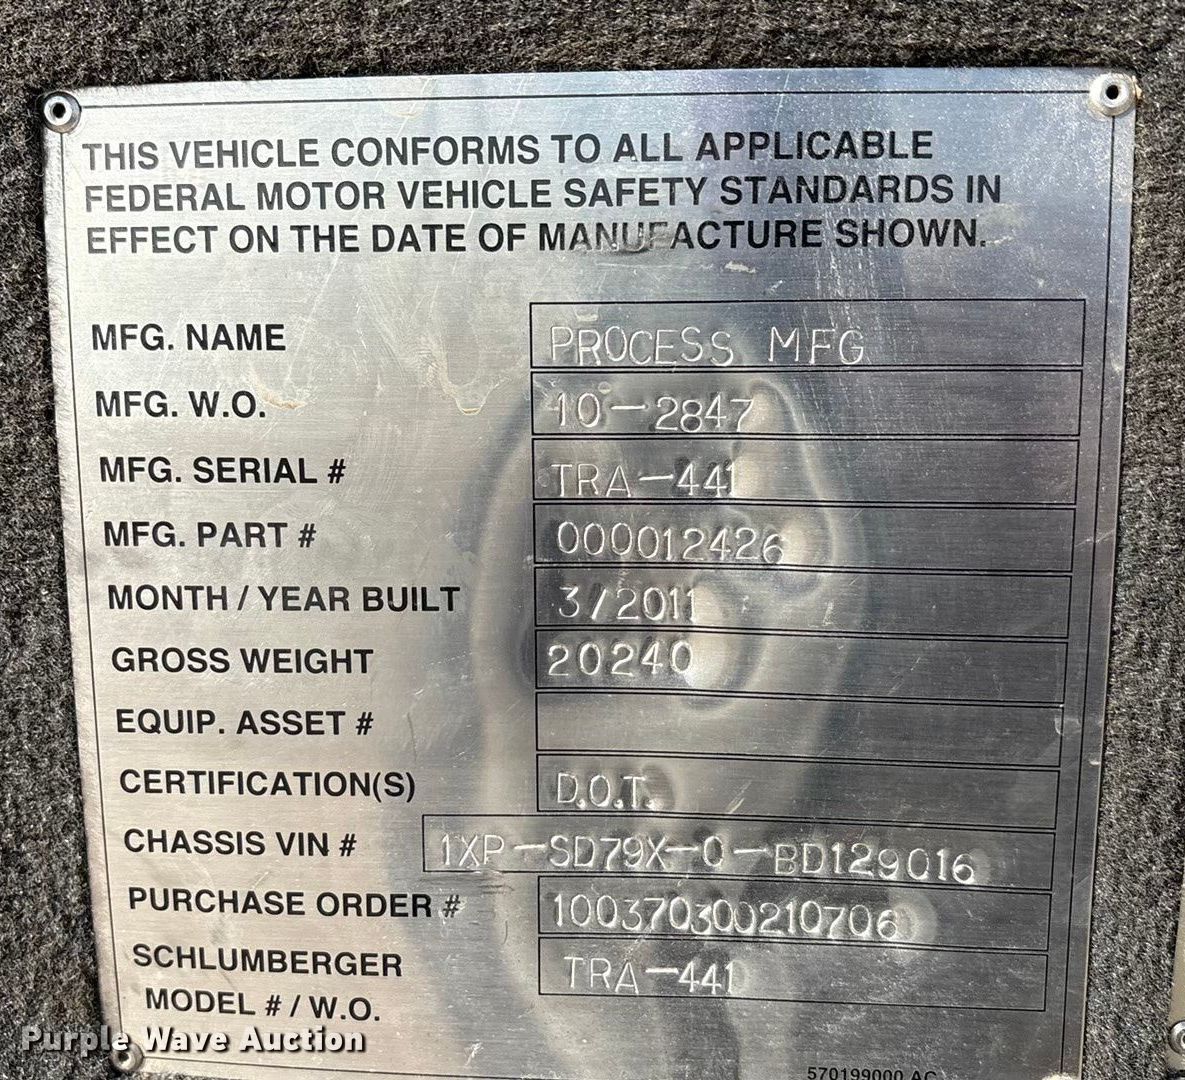 THIS VEHICLE CONFORMS TO ALL APPLICABLE
FEDERAL MOTOR VEHICLE SAFETY STANDARDS IN
EFFECT ON THE DATE OF MANUFACTURE SHOWN.
MFG. NAME PROCESS MFG
MFG. W.O. 10-2847
MFG. SERIAL # TRA-441
MFG. PART # 000012426
MONTH / YEAR BUILT 3/2011
GROSS WEIGHT 20240
EQUIP. ASSET #
CERTIFICATION(S) D.O.T.
CHASSIS VIN # 1XP-SD79X-0-BD129016
PURCHASE ORDER # 100370300210706
SCHLUMBERGER TRA-441
MODEL # / W.O.
Purple Wave Auction
570199000 AC